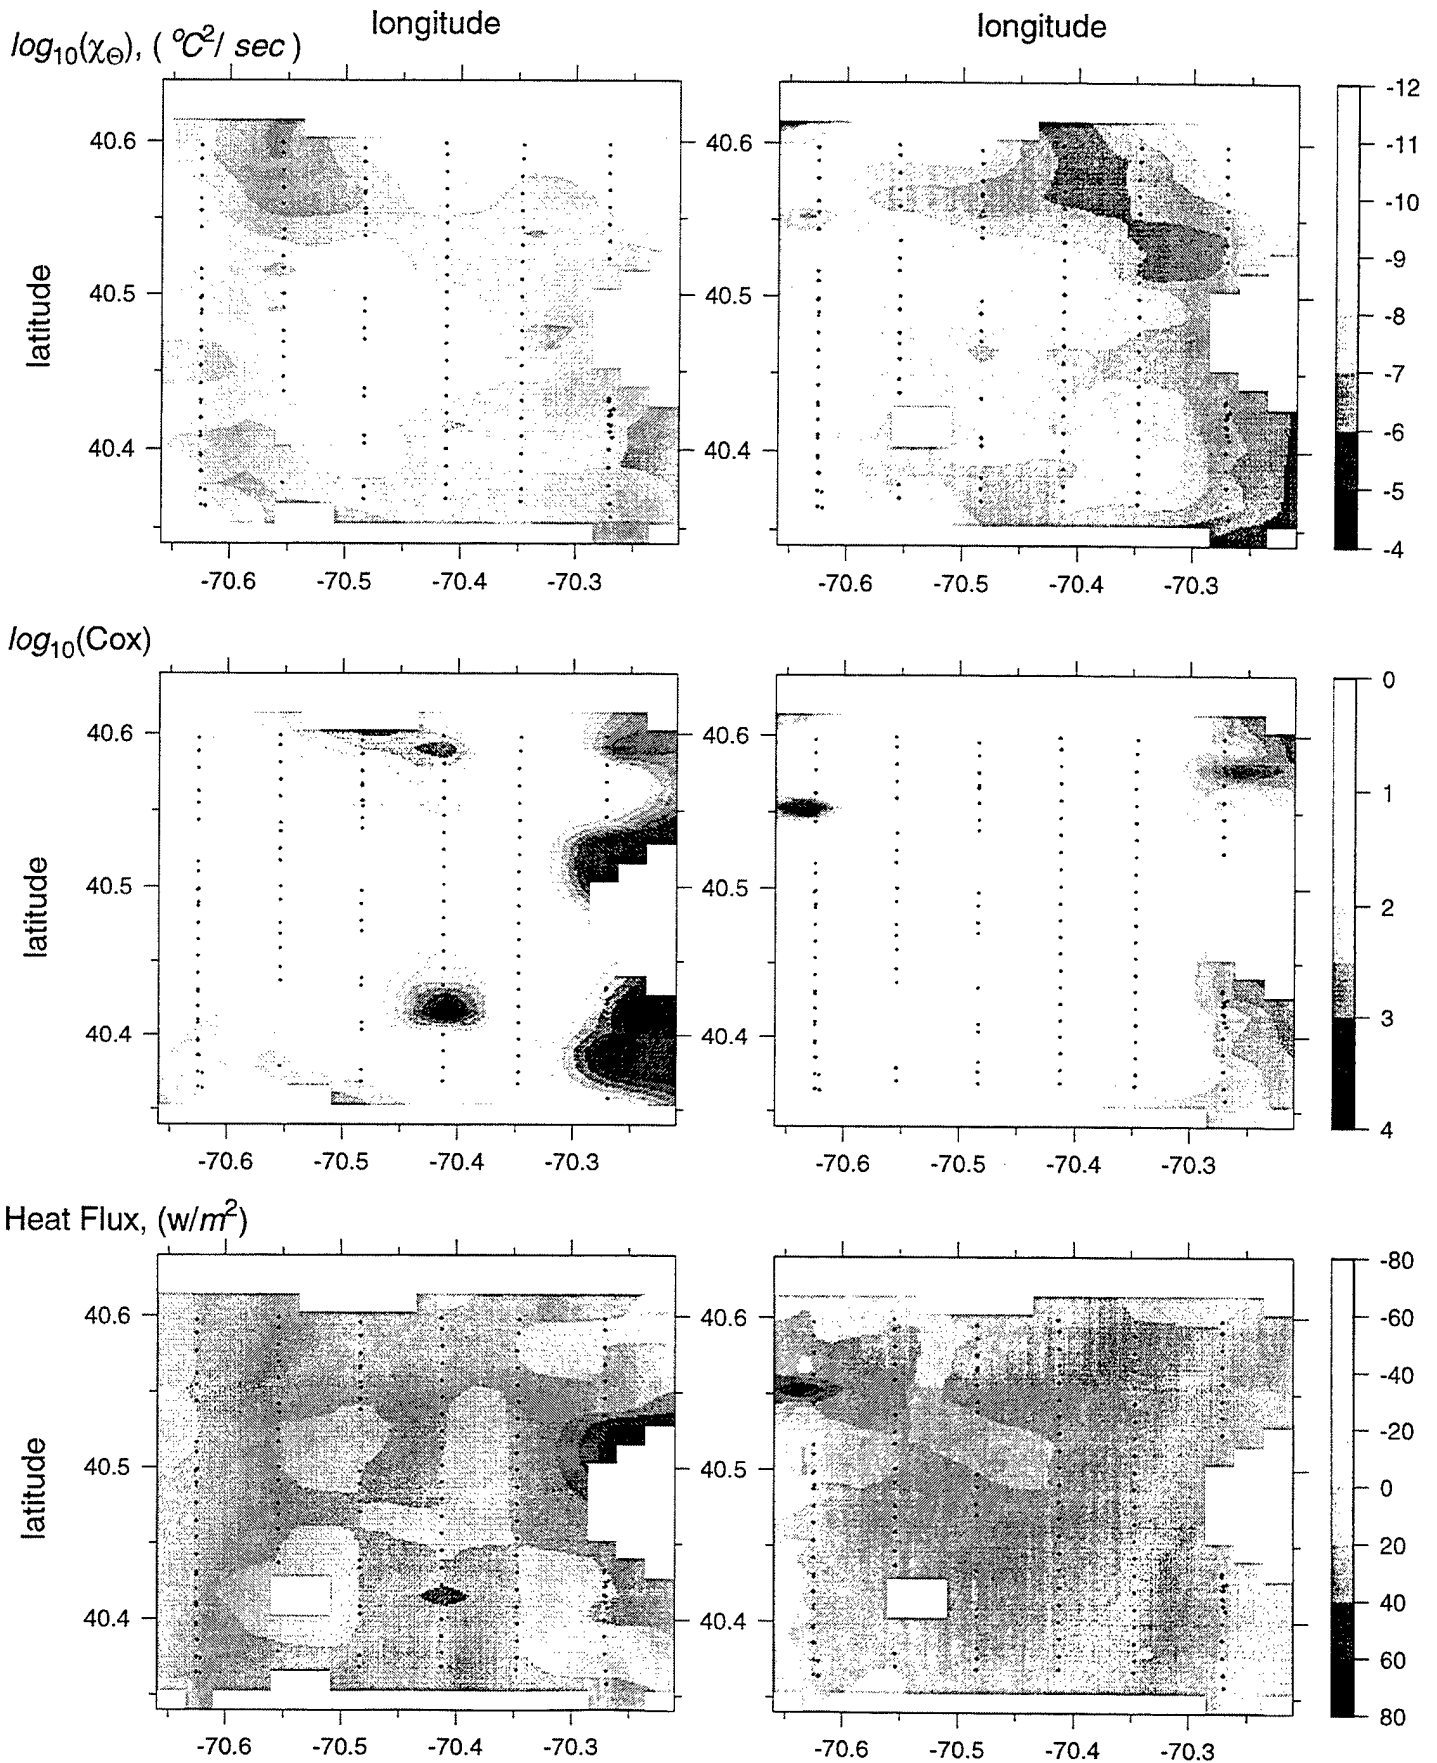 longitude longitude
log10(χΘ), ( °C2/ sec )
-12
40.6 40.6 -11
-10
-9
latitude 40.5 40.5
-8
-7
40.4 40.4 -6
-5
-4
-70.6 -70.5 -70.4 -70.3 -70.6 -70.5 -70.4 -70.3
log10(Cox)
0
40.6 40.6
1
latitude 40.5 40.5 2
3
40.4 40.4
4
-70.6 -70.5 -70.4 -70.3 -70.6 -70.5 -70.4 -70.3
Heat Flux, (w/m2)
-80
40.6 40.6 -60
-40
-20
latitude 40.5 40.5 0
20
40.4 40.4 40
60
80
-70.6 -70.5 -70.4 -70.3 -70.6 -70.5 -70.4 -70.3